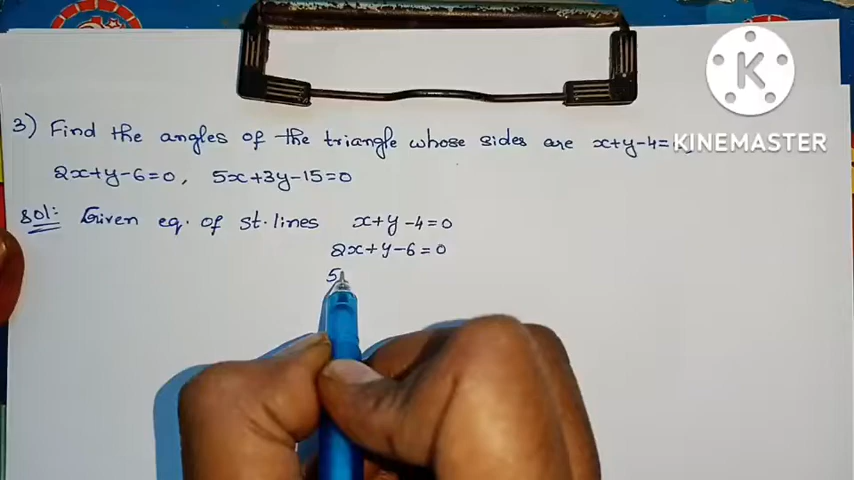 3) Find the angles of the triangle whose sides are x+y-4=
2x+y-6=0, 5x+3y-15=0
sol: Given eq. of st. lines x+y-4=0
2x+y-6=0
5
KINEMASTER